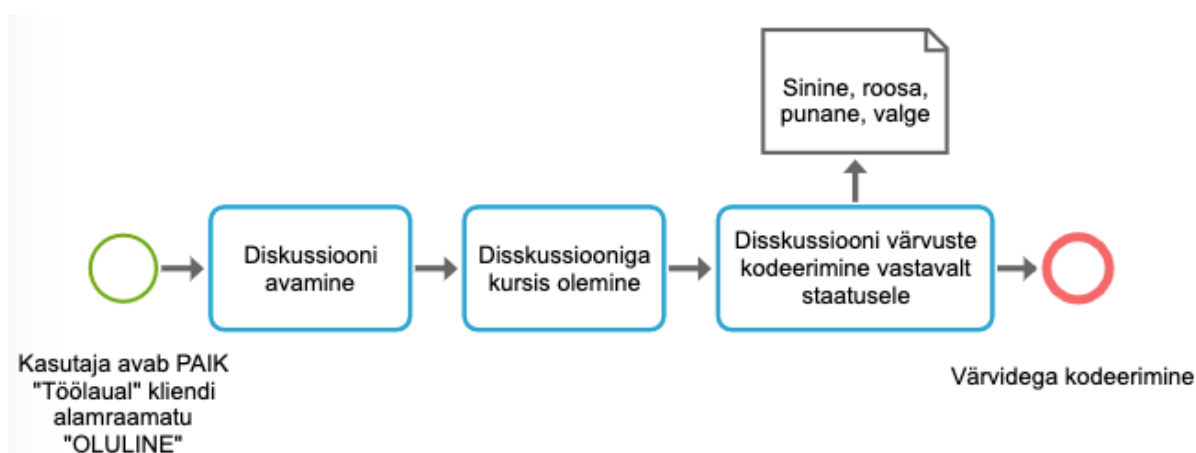 Sinine, roosa,
punane, valge
Diskussiooni
avamine
Disskussiooniga
kursis olemine
Disskussiooni värvuste
kodeerimine vastavalt
staatusele
Kasutaja avab PAIK
"Töölaual" kliendi
alamraamatu
"OLULINE"
Värvidega kodeerimine